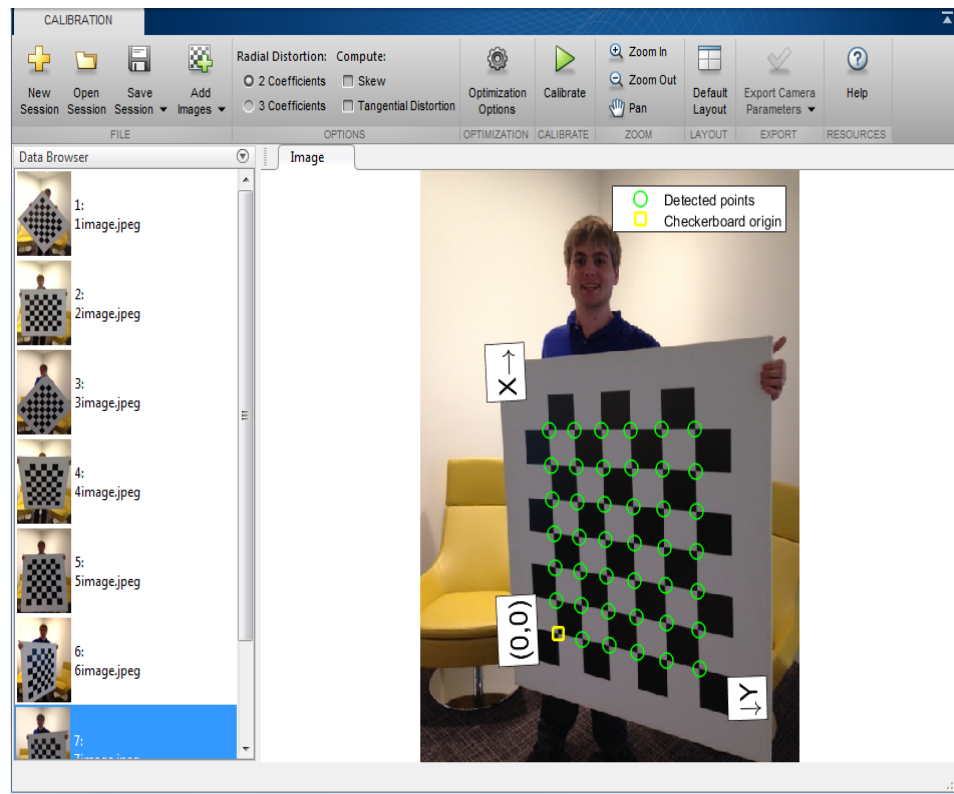 CALIBRATION
New Session
Open Session
Save Session
Add Images
Radial Distortion:
2 Coefficients
3 Coefficients
Compute:
Skew
Tangential Distortion
Optimization Options
Calibrate
Zoom In
Zoom Out
Pan
Default Layout
Export Camera Parameters
Help
FILE
OPTIONS
OPTIMIZATION
CALIBRATE
ZOOM
LAYOUT
EXPORT
RESOURCES
Data Browser
Image
1:
1image.jpeg
2:
2image.jpeg
3:
3image.jpeg
4:
4image.jpeg
5:
5image.jpeg
6:
6image.jpeg
7:
7image.jpeg
Detected points
Checkerboard origin
X→
(0,0)
Y→